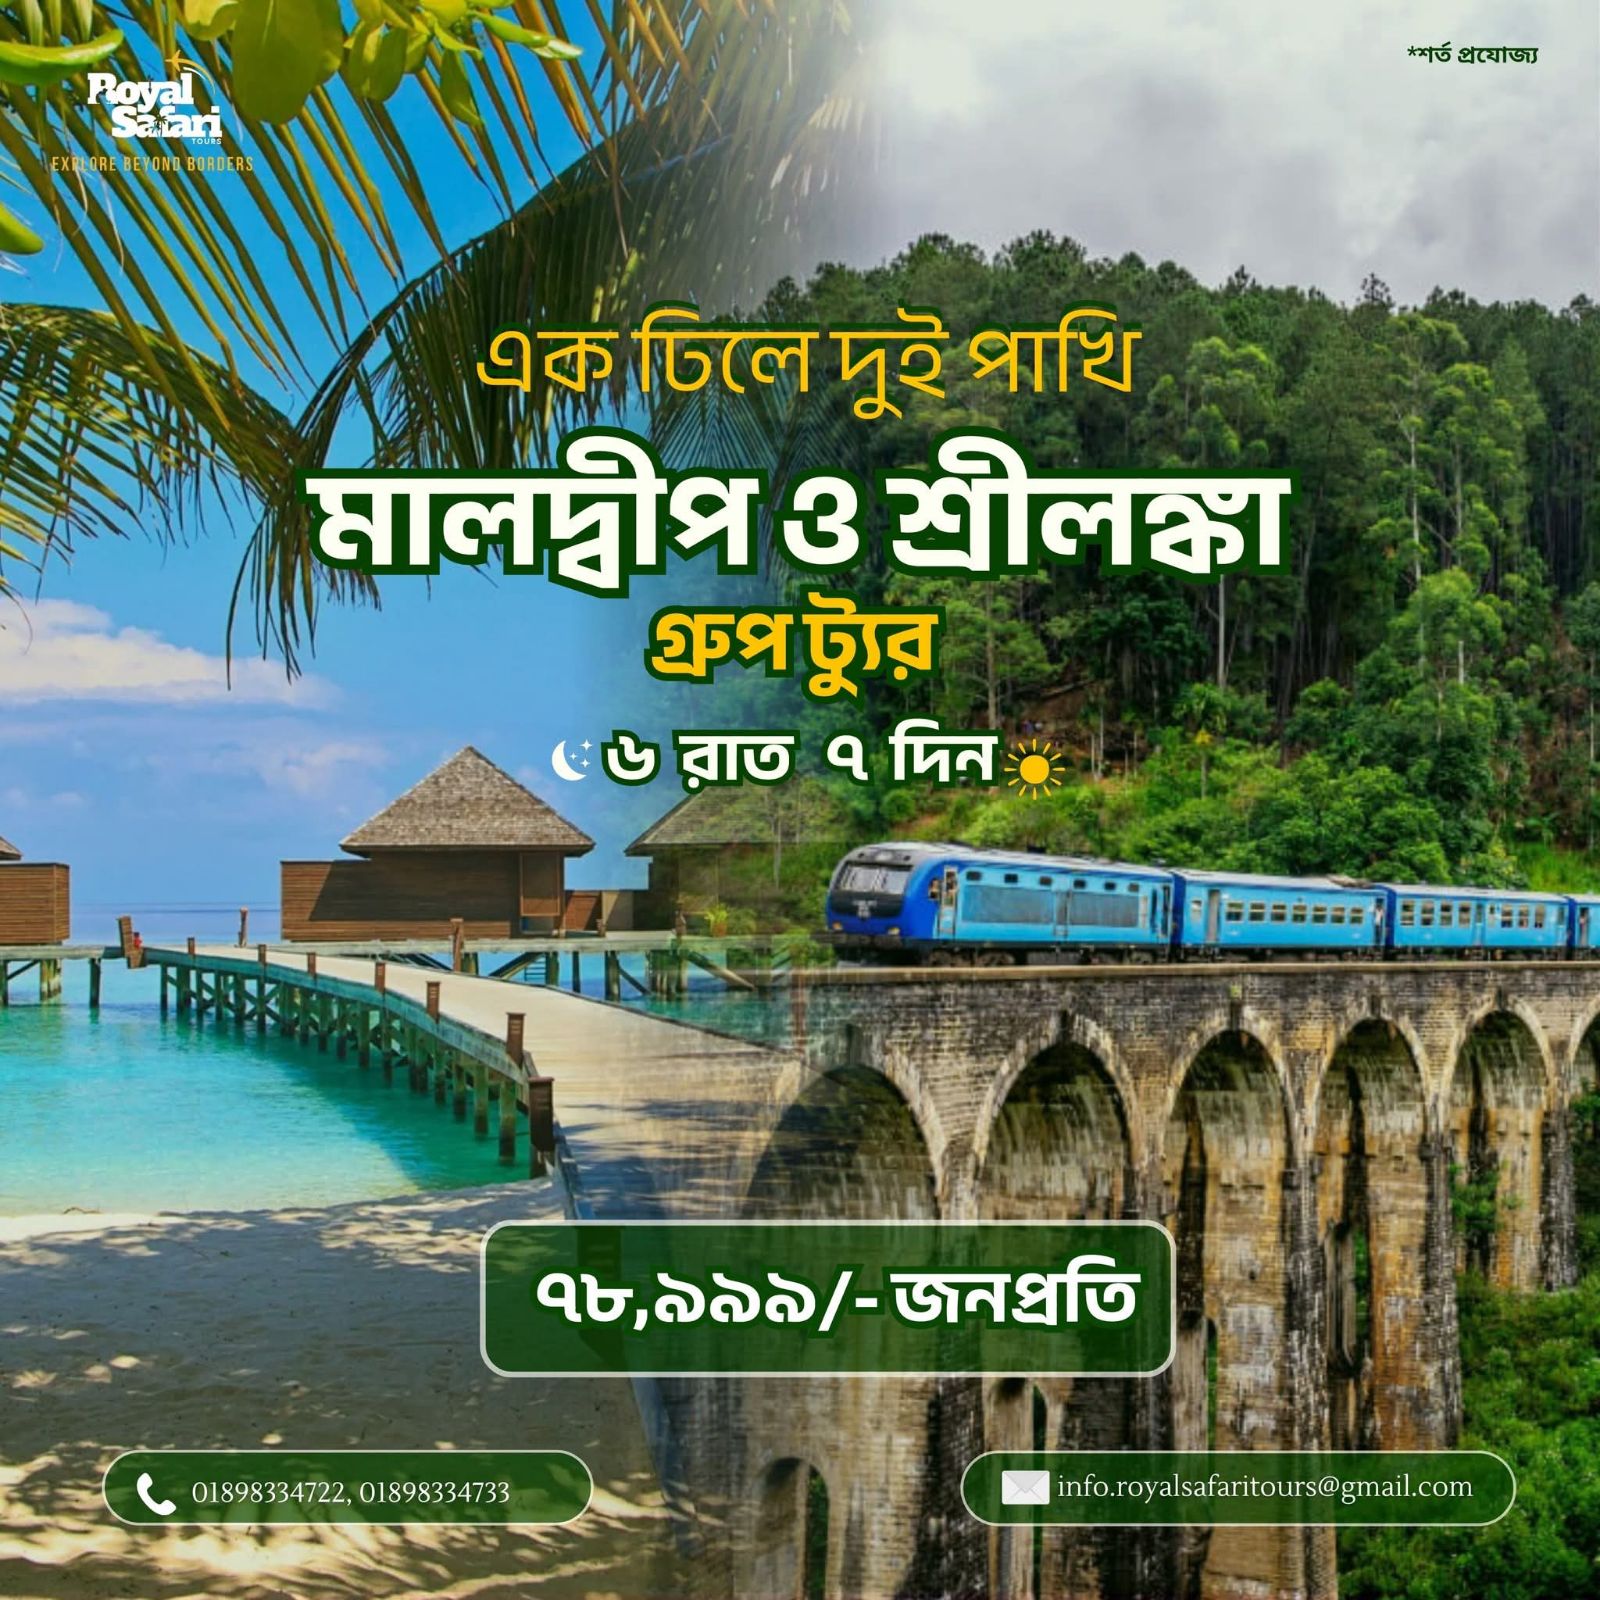 Royal
Safari
TOURS
EXPLORE BEYOND BORDERS
*শর্ত প্রযোজ্য
এক ঢিলে দুই পাখি
মালদ্বীপ ও শ্রীলঙ্কা
গ্রুপ ট্যুর
৬ রাত ৭ দিন
৭৮,৯৯৯/- জনপ্রতি
01898334722, 01898334733
info.royalsafaritours@gmail.com